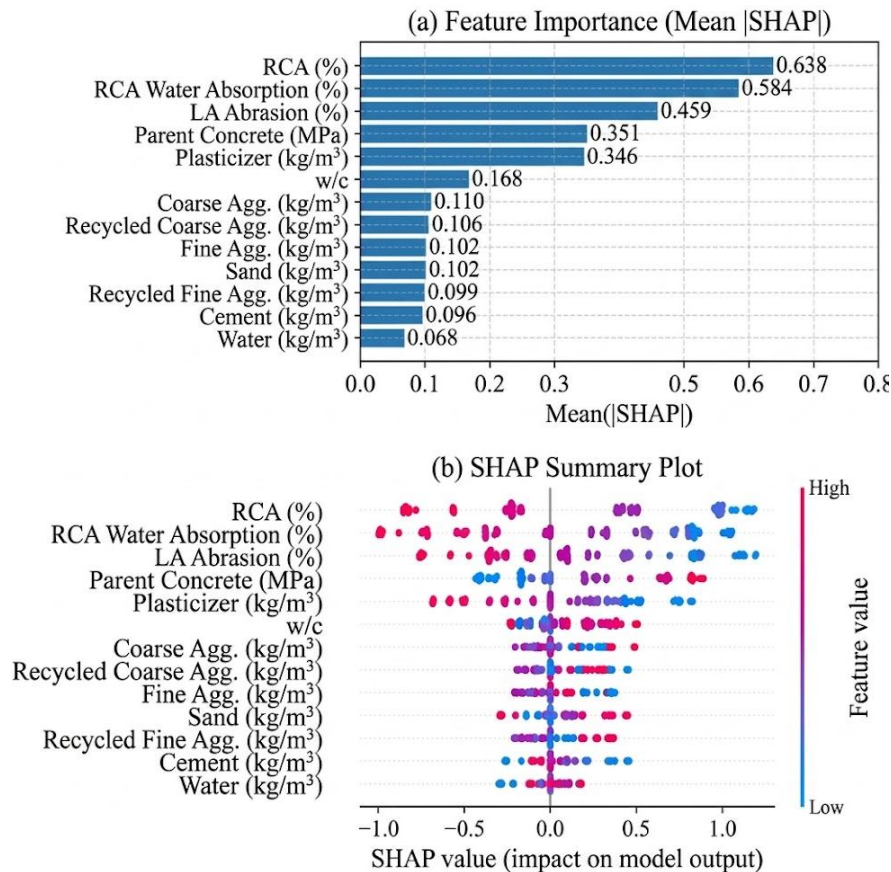 (a) Feature Importance (Mean |SHAP|)
RCA (%) 0.638
RCA Water Absorption (%) 0.584
LA Abrasion (%) 0.459
Parent Concrete (MPa) 0.351
Plasticizer (kg/m³) 0.346
w/c 0.168
Coarse Agg. (kg/m³) 0.110
Recycled Coarse Agg. (kg/m³) 0.106
Fine Agg. (kg/m³) 0.102
Sand (kg/m³) 0.102
Recycled Fine Agg. (kg/m³) 0.099
Cement (kg/m³) 0.096
Water (kg/m³) 0.068
0.0 0.1 0.2 0.3 0.5 0.6 0.7 0.8
Mean(|SHAP|)
(b) SHAP Summary Plot
High
RCA (%)
RCA Water Absorption (%)
LA Abrasion (%)
Parent Concrete (MPa)
Plasticizer (kg/m³)
w/c
Coarse Agg. (kg/m³)
Recycled Coarse Agg. (kg/m³)
Fine Agg. (kg/m³)
Sand (kg/m³)
Recycled Fine Agg. (kg/m³)
Cement (kg/m³)
Water (kg/m³)
Feature value
Low
−1.0 −0.5 0.0 0.5 1.0
SHAP value (impact on model output)